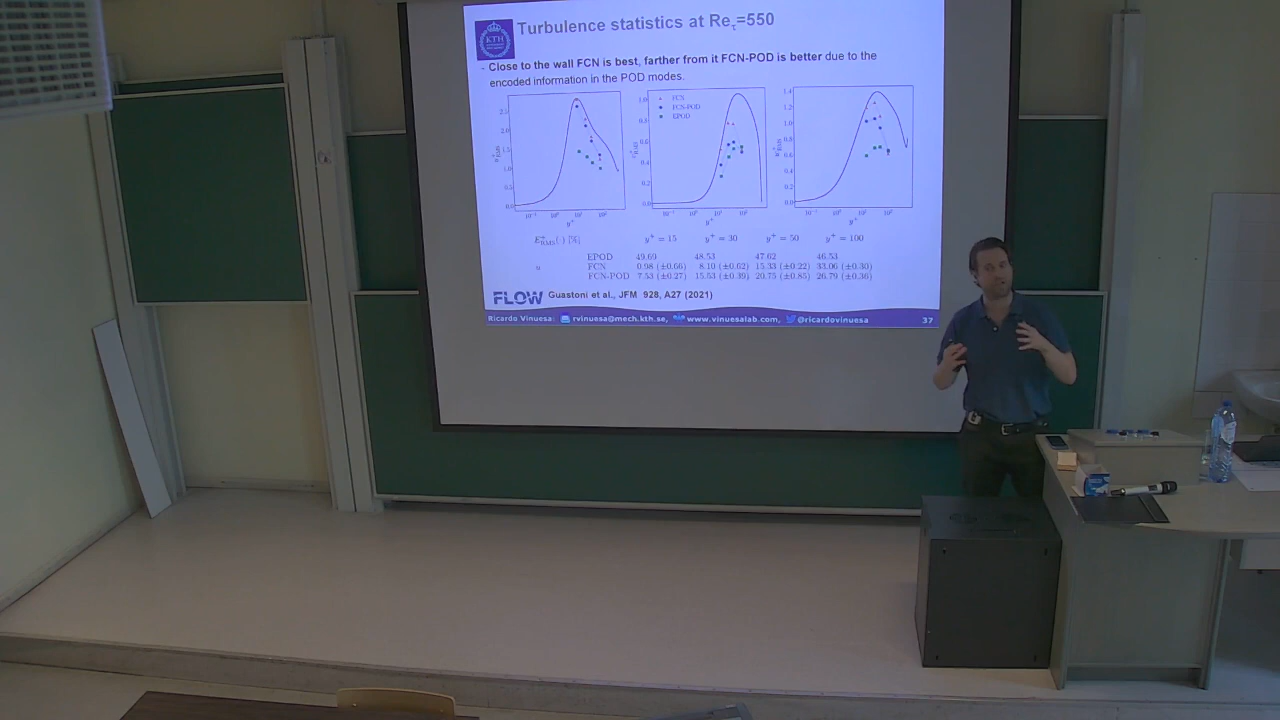 KTH
Turbulence statistics at Reτ=550
- Close to the wall FCN is best, farther from it FCN-POD is better due to the
encoded information in the POD modes.
FCN
FCN-POD
EPOD
y⁺ = 15 y⁺ = 30 y⁺ = 50 y⁺ = 100
EPOD 49.69 48.53 47.62 46.53
u FCN 0.98 (±0.66) 8.10 (±0.62) 15.33 (±0.22) 33.06 (±0.30)
FCN-POD 7.53 (±0.27) 15.53 (±0.39) 20.75 (±0.85) 26.79 (±0.36)
FLOW Guastoni et al., JFM 928, A27 (2021)
Ricardo Vinuesa: rvinuesa@mech.kth.se, www.vinuesalab.com, @ricardovinuesa 37